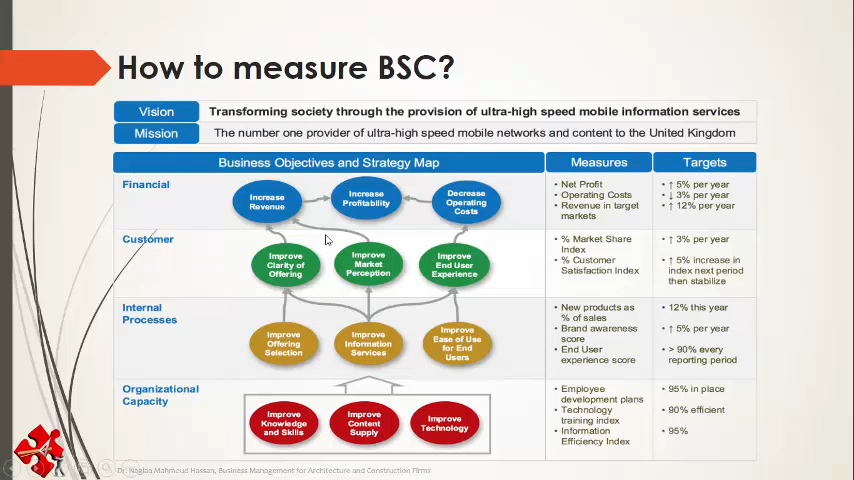 How to measure BSC?
Vision
Transforming society through the provision of ultra-high speed mobile information services
Mission
The number one provider of ultra-high speed mobile networks and content to the United Kingdom
Business Objectives and Strategy Map
Measures
Targets
Financial
Increase
Revenue
Increase
Profitability
Decrease
Operating
Costs
• Net Profit
• Operating Costs
• Revenue in target
markets
• ↑ 5% per year
• ↓ 3% per year
• ↑ 12% per year
Customer
Improve
Clarity of
Offering
Improve
Market
Perception
Improve
End User
Experience
• % Market Share
Index
• % Customer
Satisfaction Index
• ↑ 3% per year
• ↑ 5% increase in
index next period
then stabilize
Internal
Processes
Improve
Offering
Selection
Improve
Information
Services
Improve
Ease of Use
for End
Users
• New products as
% of sales
• Brand awareness
score
• End User
experience score
• 12% this year
• ↑ 5% per year
• > 90% every
reporting period
Organizational
Capacity
Improve
Knowledge
and Skills
Improve
Content
Supply
Improve
Technology
• Employee
development plans
• Technology
training index
• Information
Efficiency Index
• 95% in place
• 90% efficient
• 95%
Dr. Naglaa Mahmoud Hassan, Business Management for Architecture and Construction Firms